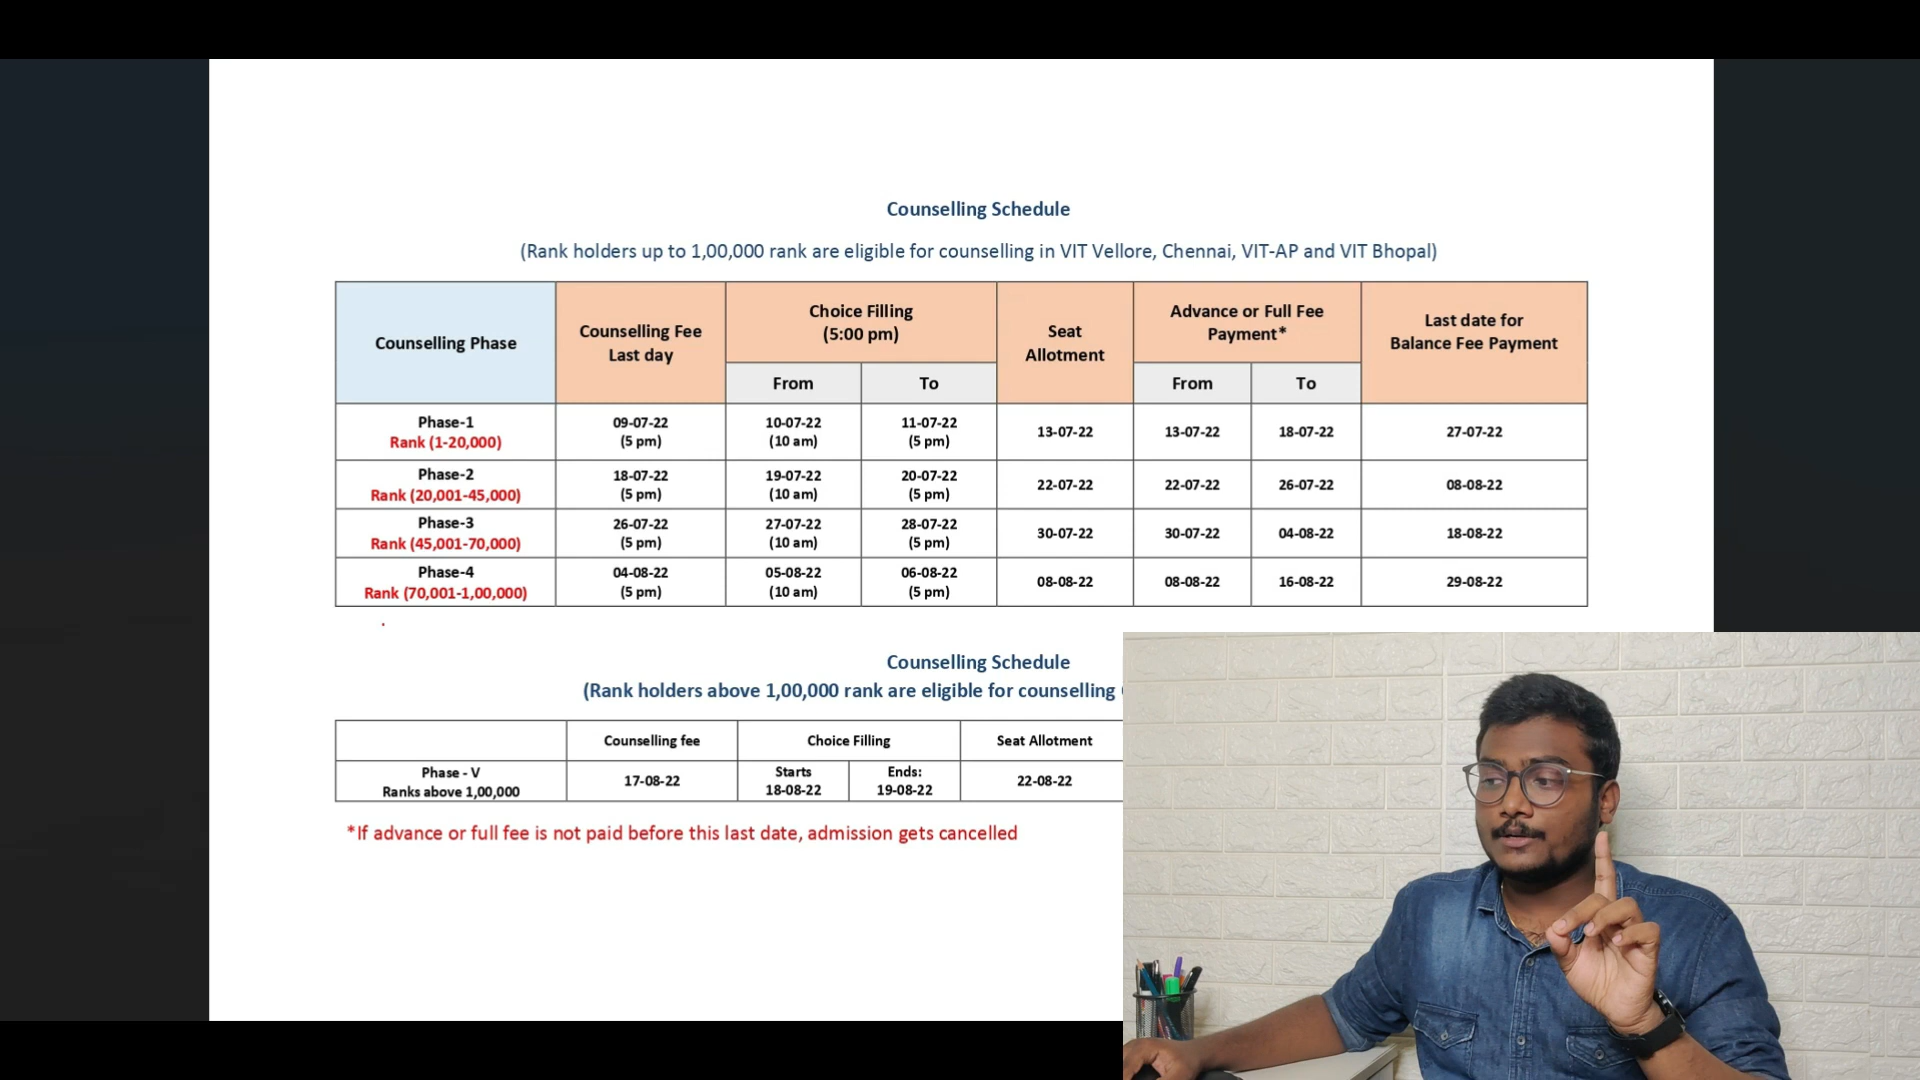 Counselling Schedule
(Rank holders up to 1,00,000 rank are eligible for counselling in VIT Vellore, Chennai, VIT-AP and VIT Bhopal)
Counselling Phase
Counselling Fee
Last day
Choice Filling
(5:00 pm)
From
To
Seat
Allotment
Advance or Full Fee
Payment*
From
To
Last date for
Balance Fee Payment
Phase-1
Rank (1-20,000)
09-07-22
(5 pm)
10-07-22
(10 am)
11-07-22
(5 pm)
13-07-22
13-07-22
18-07-22
27-07-22
Phase-2
Rank (20,001-45,000)
18-07-22
(5 pm)
19-07-22
(10 am)
20-07-22
(5 pm)
22-07-22
22-07-22
26-07-22
08-08-22
Phase-3
Rank (45,001-70,000)
26-07-22
(5 pm)
27-07-22
(10 am)
28-07-22
(5 pm)
30-07-22
30-07-22
04-08-22
18-08-22
Phase-4
Rank (70,001-1,00,000)
04-08-22
(5 pm)
05-08-22
(10 am)
06-08-22
(5 pm)
08-08-22
08-08-22
16-08-22
29-08-22
Counselling Schedule
(Rank holders above 1,00,000 rank are eligible for counselling
Counselling fee
Choice Filling
Seat Allotment
Phase - V
Ranks above 1,00,000
17-08-22
Starts
18-08-22
Ends:
19-08-22
22-08-22
*If advance or full fee is not paid before this last date, admission gets cancelled